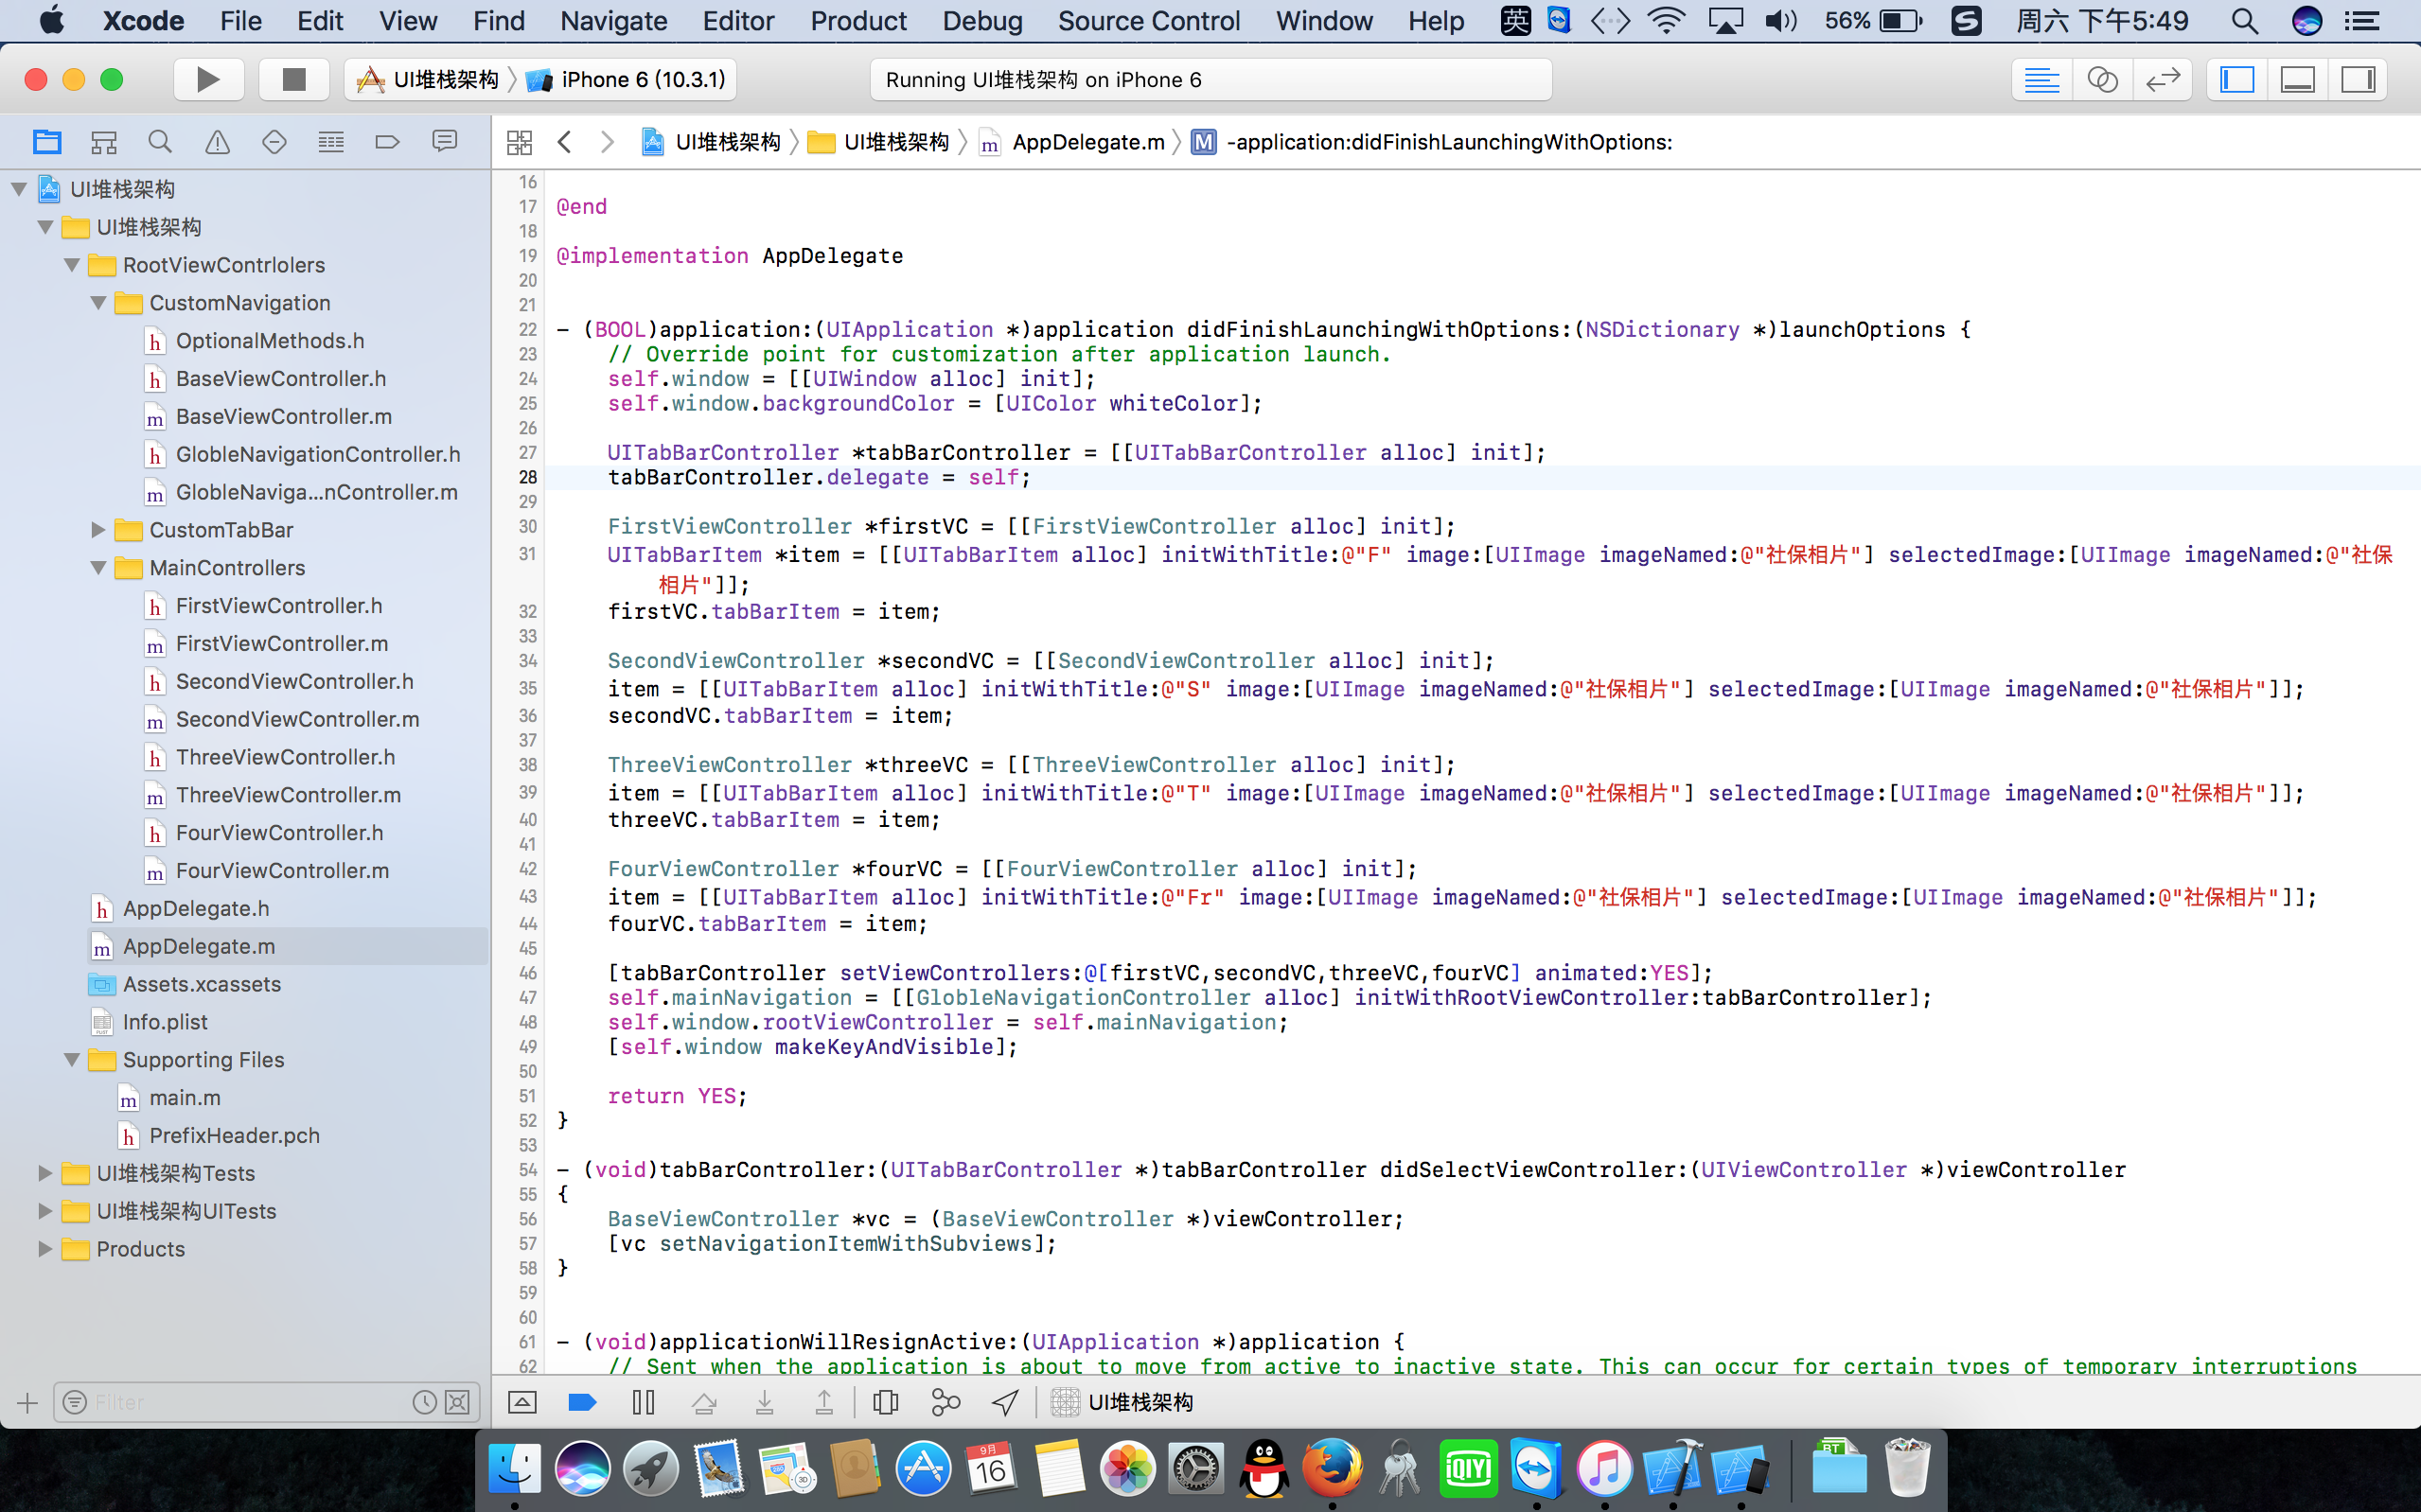 Xcode File Edit View Find Navigate Editor Product Debug Source Control Window Help 英 56% 周六 下午5:49
UI堆栈架构 iPhone 6 (10.3.1) Running UI堆栈架构 on iPhone 6
UI堆栈架构 UI堆栈架构 m AppDelegate.m M -application:didFinishLaunchingWithOptions:
UI堆栈架构
UI堆栈架构
RootViewContrlolers
CustomNavigation
h OptionalMethods.h
h BaseViewController.h
m BaseViewController.m
h GlobleNavigationController.h
m GlobleNaviga...nController.m
CustomTabBar
MainControllers
h FirstViewController.h
m FirstViewController.m
h SecondViewController.h
m SecondViewController.m
h ThreeViewController.h
m ThreeViewController.m
h FourViewController.h
m FourViewController.m
h AppDelegate.h
m AppDelegate.m
Assets.xcassets
Info.plist
Supporting Files
m main.m
h PrefixHeader.pch
UI堆栈架构Tests
UI堆栈架构UITests
Products
Filter
16
17 @end
18
19 @implementation AppDelegate
20
21
22 - (BOOL)application:(UIApplication *)application didFinishLaunchingWithOptions:(NSDictionary *)launchOptions {
23 // Override point for customization after application launch.
24 self.window = [[UIWindow alloc] init];
25 self.window.backgroundColor = [UIColor whiteColor];
26
27 UITabBarController *tabBarController = [[UITabBarController alloc] init];
28 tabBarController.delegate = self;
29
30 FirstViewController *firstVC = [[FirstViewController alloc] init];
31 UITabBarItem *item = [[UITabBarItem alloc] initWithTitle:@"F" image:[UIImage imageNamed:@"社保相片"] selectedImage:[UIImage imageNamed:@"社保
相片"]];
32 firstVC.tabBarItem = item;
33
34 SecondViewController *secondVC = [[SecondViewController alloc] init];
35 item = [[UITabBarItem alloc] initWithTitle:@"S" image:[UIImage imageNamed:@"社保相片"] selectedImage:[UIImage imageNamed:@"社保相片"]];
36 secondVC.tabBarItem = item;
37
38 ThreeViewController *threeVC = [[ThreeViewController alloc] init];
39 item = [[UITabBarItem alloc] initWithTitle:@"T" image:[UIImage imageNamed:@"社保相片"] selectedImage:[UIImage imageNamed:@"社保相片"]];
40 threeVC.tabBarItem = item;
41
42 FourViewController *fourVC = [[FourViewController alloc] init];
43 item = [[UITabBarItem alloc] initWithTitle:@"Fr" image:[UIImage imageNamed:@"社保相片"] selectedImage:[UIImage imageNamed:@"社保相片"]];
44 fourVC.tabBarItem = item;
45
46 [tabBarController setViewControllers:@[firstVC,secondVC,threeVC,fourVC] animated:YES];
47 self.mainNavigation = [[GlobleNavigationController alloc] initWithRootViewController:tabBarController];
48 self.window.rootViewController = self.mainNavigation;
49 [self.window makeKeyAndVisible];
50
51 return YES;
52 }
53
54 - (void)tabBarController:(UITabBarController *)tabBarController didSelectViewController:(UIViewController *)viewController
55 {
56 BaseViewController *vc = (BaseViewController *)viewController;
57 [vc setNavigationItemWithSubviews];
58 }
59
60
61 - (void)applicationWillResignActive:(UIApplication *)application {
62 // Sent when the application is about to move from active to inactive state. This can occur for certain types of temporary interruptions
UI堆栈架构
9月
16
iQIYI
BT